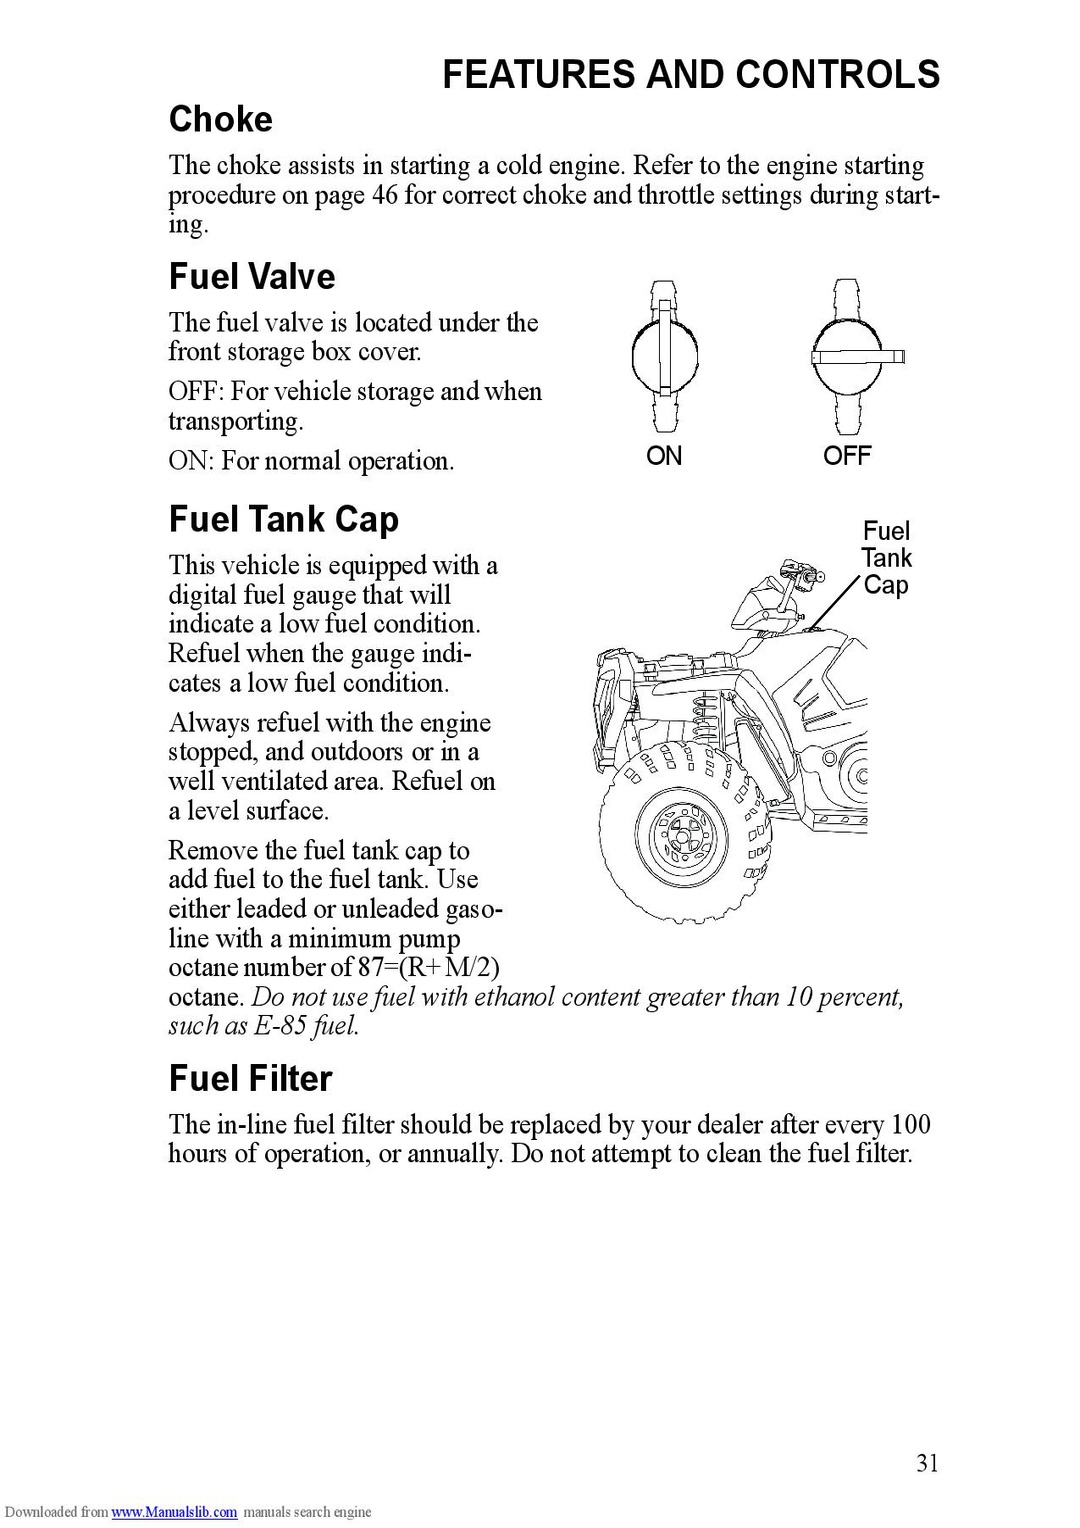 FEATURES AND CONTROLS
Choke
The choke assists in starting a cold engine. Refer to the engine starting
procedure on page 46 for correct choke and throttle settings during start-
ing.
Fuel Valve
The fuel valve is located under the
front storage box cover.
OFF: For vehicle storage and when
transporting.
ON: For normal operation.
ON
OFF
Fuel Tank Cap
This vehicle is equipped with a
digital fuel gauge that will
indicate a low fuel condition.
Refuel when the gauge indi-
cates a low fuel condition.
Always refuel with the engine
stopped, and outdoors or in a
well ventilated area. Refuel on
a level surface.
Remove the fuel tank cap to
add fuel to the fuel tank. Use
either leaded or unleaded gaso-
line with a minimum pump
octane number of 87=(R+ M/2)
octane. Do not use fuel with ethanol content greater than 10 percent,
such as E-85 fuel.
Fuel
Tank
Cap
Fuel Filter
The in-line fuel filter should be replaced by your dealer after every 100
hours of operation, or annually. Do not attempt to clean the fuel filter.
31
Downloaded from www.Manualslib.com manuals search engine